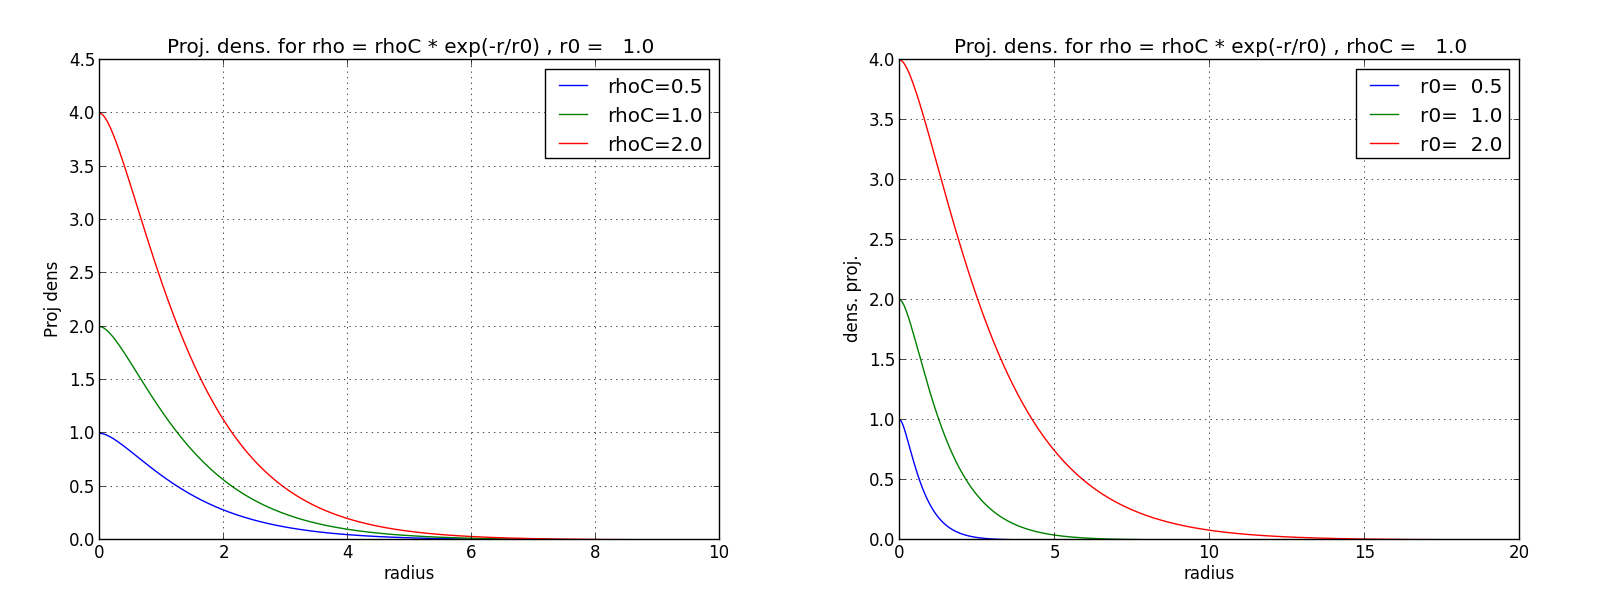 Proj. dens. for rho = rhoC * exp(-r/r0) , r0 =   1.0
4.5
4.0
3.5
3.0
2.5
2.0
1.5
1.0
0.5
0.0
Proj dens
rhoC=0.5
rhoC=1.0
rhoC=2.0
0 2 4 6 8 10
radius
Proj. dens. for rho = rhoC * exp(-r/r0) , rhoC =   1.0
4.0
3.5
3.0
2.5
2.0
1.5
1.0
0.5
0.0
dens. proj.
r0=  0.5
r0=  1.0
r0=  2.0
0 5 10 15 20
radius